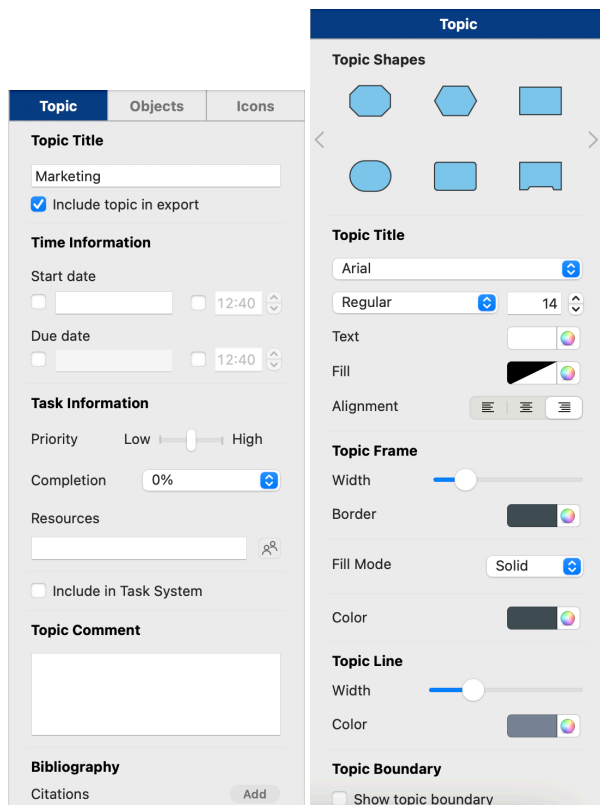 Topic Objects Icons
Topic Title
Marketing
Include topic in export
Time Information
Start date
12:40
Due date
12:40
Task Information
Priority Low High
Completion 0%
Resources
Include in Task System
Topic Comment
Bibliography
Citations Add
Topic
Topic Shapes
Topic Title
Arial
Regular 14
Text
Fill
Alignment
Topic Frame
Width
Border
Fill Mode Solid
Color
Topic Line
Width
Color
Topic Boundary
Show topic boundary